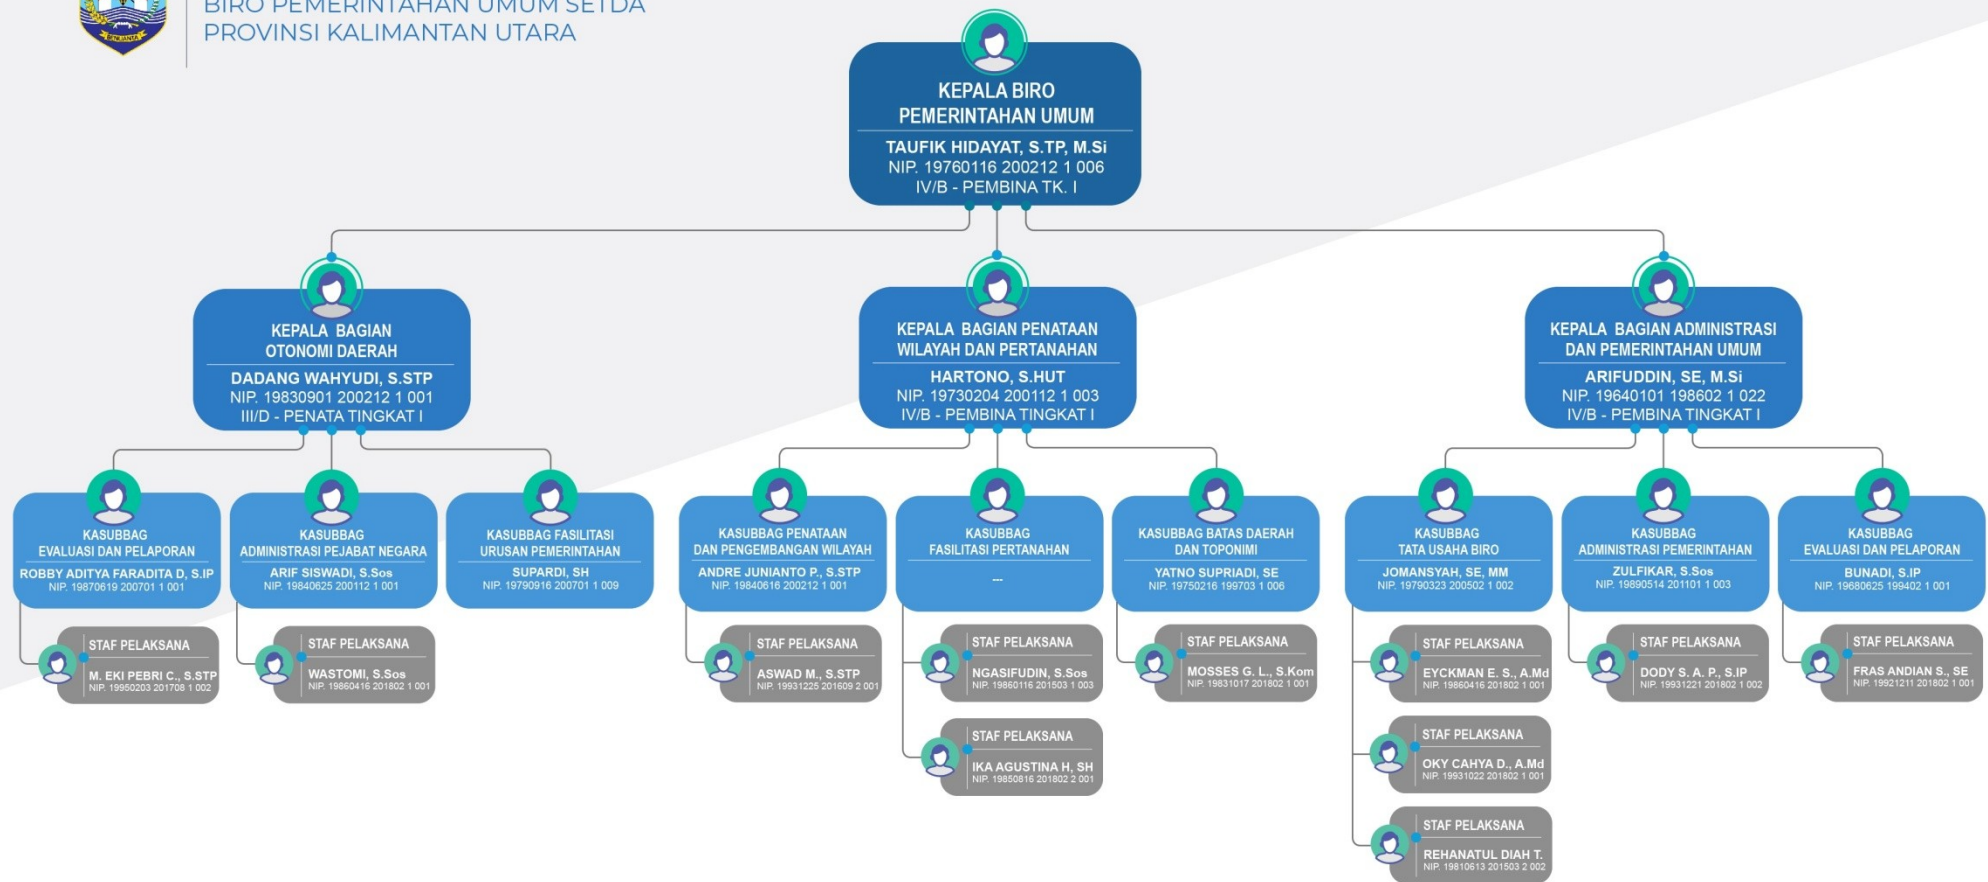 BENUANTA
BIRO PEMERINTAHAN UMUM SETDA
PROVINSI KALIMANTAN UTARA
KEPALA BIRO
PEMERINTAHAN UMUM
TAUFIK HIDAYAT, S.TP, M.Si
NIP. 19760116 200212 1 006
IV/B - PEMBINA TK. I
KEPALA BAGIAN
OTONOMI DAERAH
DADANG WAHYUDI, S.STP
NIP. 19830901 200212 1 001
III/D - PENATA TINGKAT I
KEPALA BAGIAN PENATAAN
WILAYAH DAN PERTANAHAN
HARTONO, S.HUT
NIP. 19730204 200112 1 003
IV/B - PEMBINA TINGKAT I
KEPALA BAGIAN ADMINISTRASI
DAN PEMERINTAHAN UMUM
ARIFUDDIN, SE, M.Si
NIP. 19640101 198602 1 022
IV/B - PEMBINA TINGKAT I
KASUBBAG
EVALUASI DAN PELAPORAN
ROBBY ADITYA FARADITA D, S.IP
NIP. 19870619 200701 1 001
KASUBBAG
ADMINISTRASI PEJABAT NEGARA
ARIF SISWADI, S.Sos
NIP. 19840625 200112 1 001
KASUBBAG FASILITASI
URUSAN PEMERINTAHAN
SUPARDI, SH
NIP. 19790916 200701 1 009
KASUBBAG PENATAAN
DAN PENGEMBANGAN WILAYAH
ANDRE JUNIANTO P., S.STP
NIP. 19840616 200212 1 001
KASUBBAG
FASILITASI PERTANAHAN
---
KASUBBAG BATAS DAERAH
DAN TOPONIMI
YATNO SUPRIADI, SE
NIP. 19750216 199703 1 006
KASUBBAG
TATA USAHA BIRO
JOMANSYAH, SE, MM
NIP. 19790323 200502 1 002
KASUBBAG
ADMINISTRASI PEMERINTAHAN
ZULFIKAR, S.Sos
NIP. 19890514 201101 1 003
KASUBBAG
EVALUASI DAN PELAPORAN
BUNADI, S.IP
NIP. 19680625 199402 1 001
STAF PELAKSANA
M. EKI PEBRI C., S.STP
NIP. 19950203 201708 1 002
STAF PELAKSANA
WASTOMI, S.Sos
NIP. 19860416 201802 1 001
STAF PELAKSANA
ASWAD M., S.STP
NIP. 19931225 201609 2 001
STAF PELAKSANA
NGASIFUDIN, S.Sos
NIP. 19860116 201503 1 003
STAF PELAKSANA
MOSSES G. L., S.Kom
NIP. 19831017 201802 1 001
STAF PELAKSANA
EYCKMAN E. S., A.Md
NIP. 19860416 201802 1 001
STAF PELAKSANA
DODY S. A. P., S.IP
NIP. 19931221 201802 1 002
STAF PELAKSANA
FRAS ANDIAN S., SE
NIP. 19921211 201802 1 001
STAF PELAKSANA
IKA AGUSTINA H, SH
NIP. 19850816 201802 2 001
STAF PELAKSANA
OKY CAHYA D., A.Md
NIP. 19931022 201802 1 001
STAF PELAKSANA
REHANATUL DIAH T.
NIP. 19810613 201503 2 002